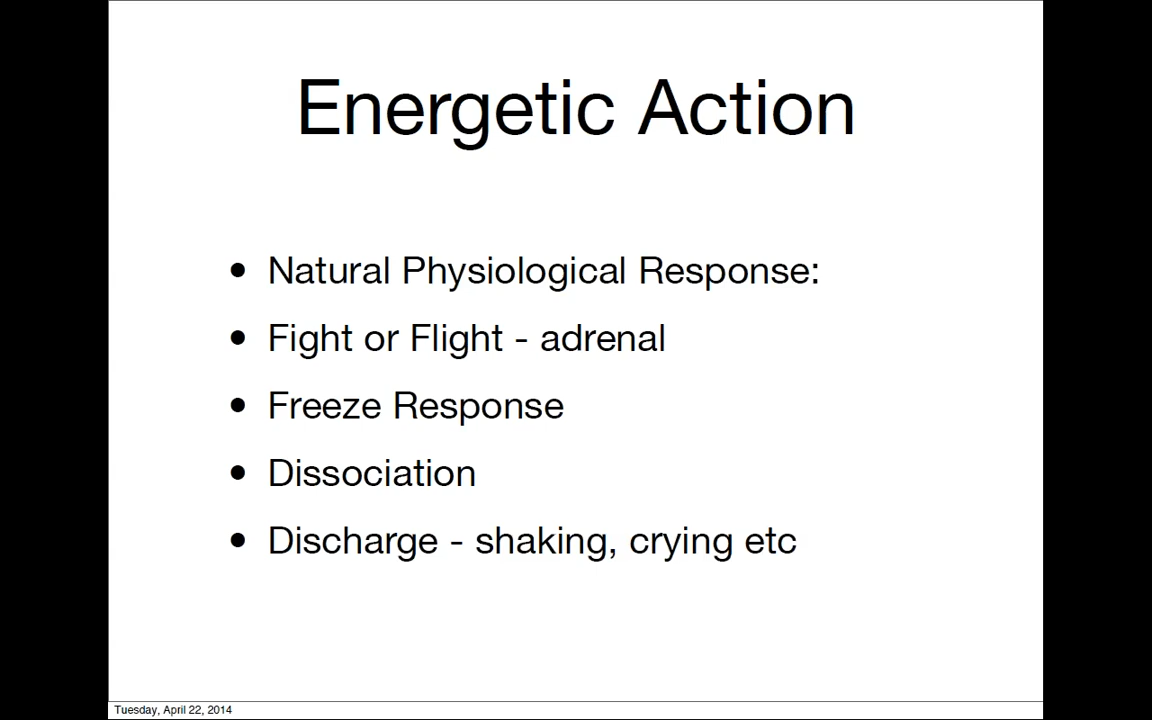 Energetic Action
• Natural Physiological Response:
• Fight or Flight - adrenal
• Freeze Response
• Dissociation
• Discharge - shaking, crying etc
Tuesday, April 22, 2014